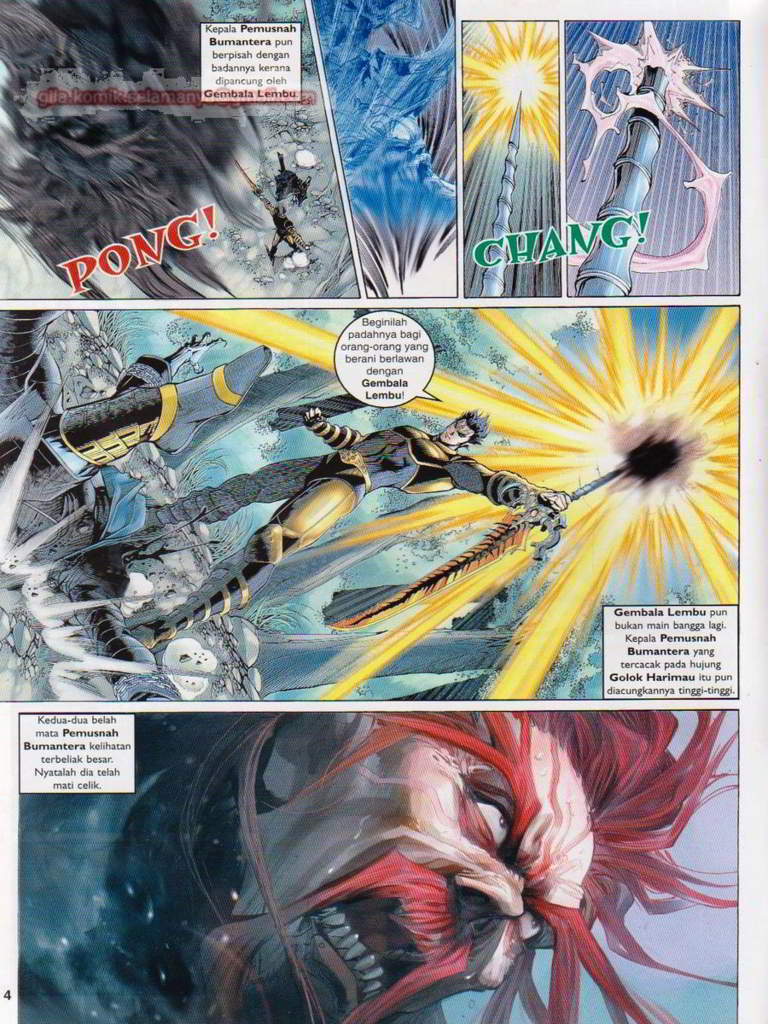 Kepala Pemusnah
Bumantera pun
berpisah dengan
badannya kerana
dipancung oleh
Gembala Lembu.
PONG!
CHANG!
Beginilah
padahnya bagi
orang-orang yang
berani berlawan
dengan
Gembala
Lembu!
Gembala Lembu pun
bukan main bangga lagi.
Kepala Pemusnah
Bumantera yang
tercacak pada hujung
Golok Harimau itu pun
diacungkannya tinggi-tinggi.
Kedua-dua belah
mata Pemusnah
Bumantera kelihatan
terbeliak besar.
Nyatalah dia telah
mati celik.
4